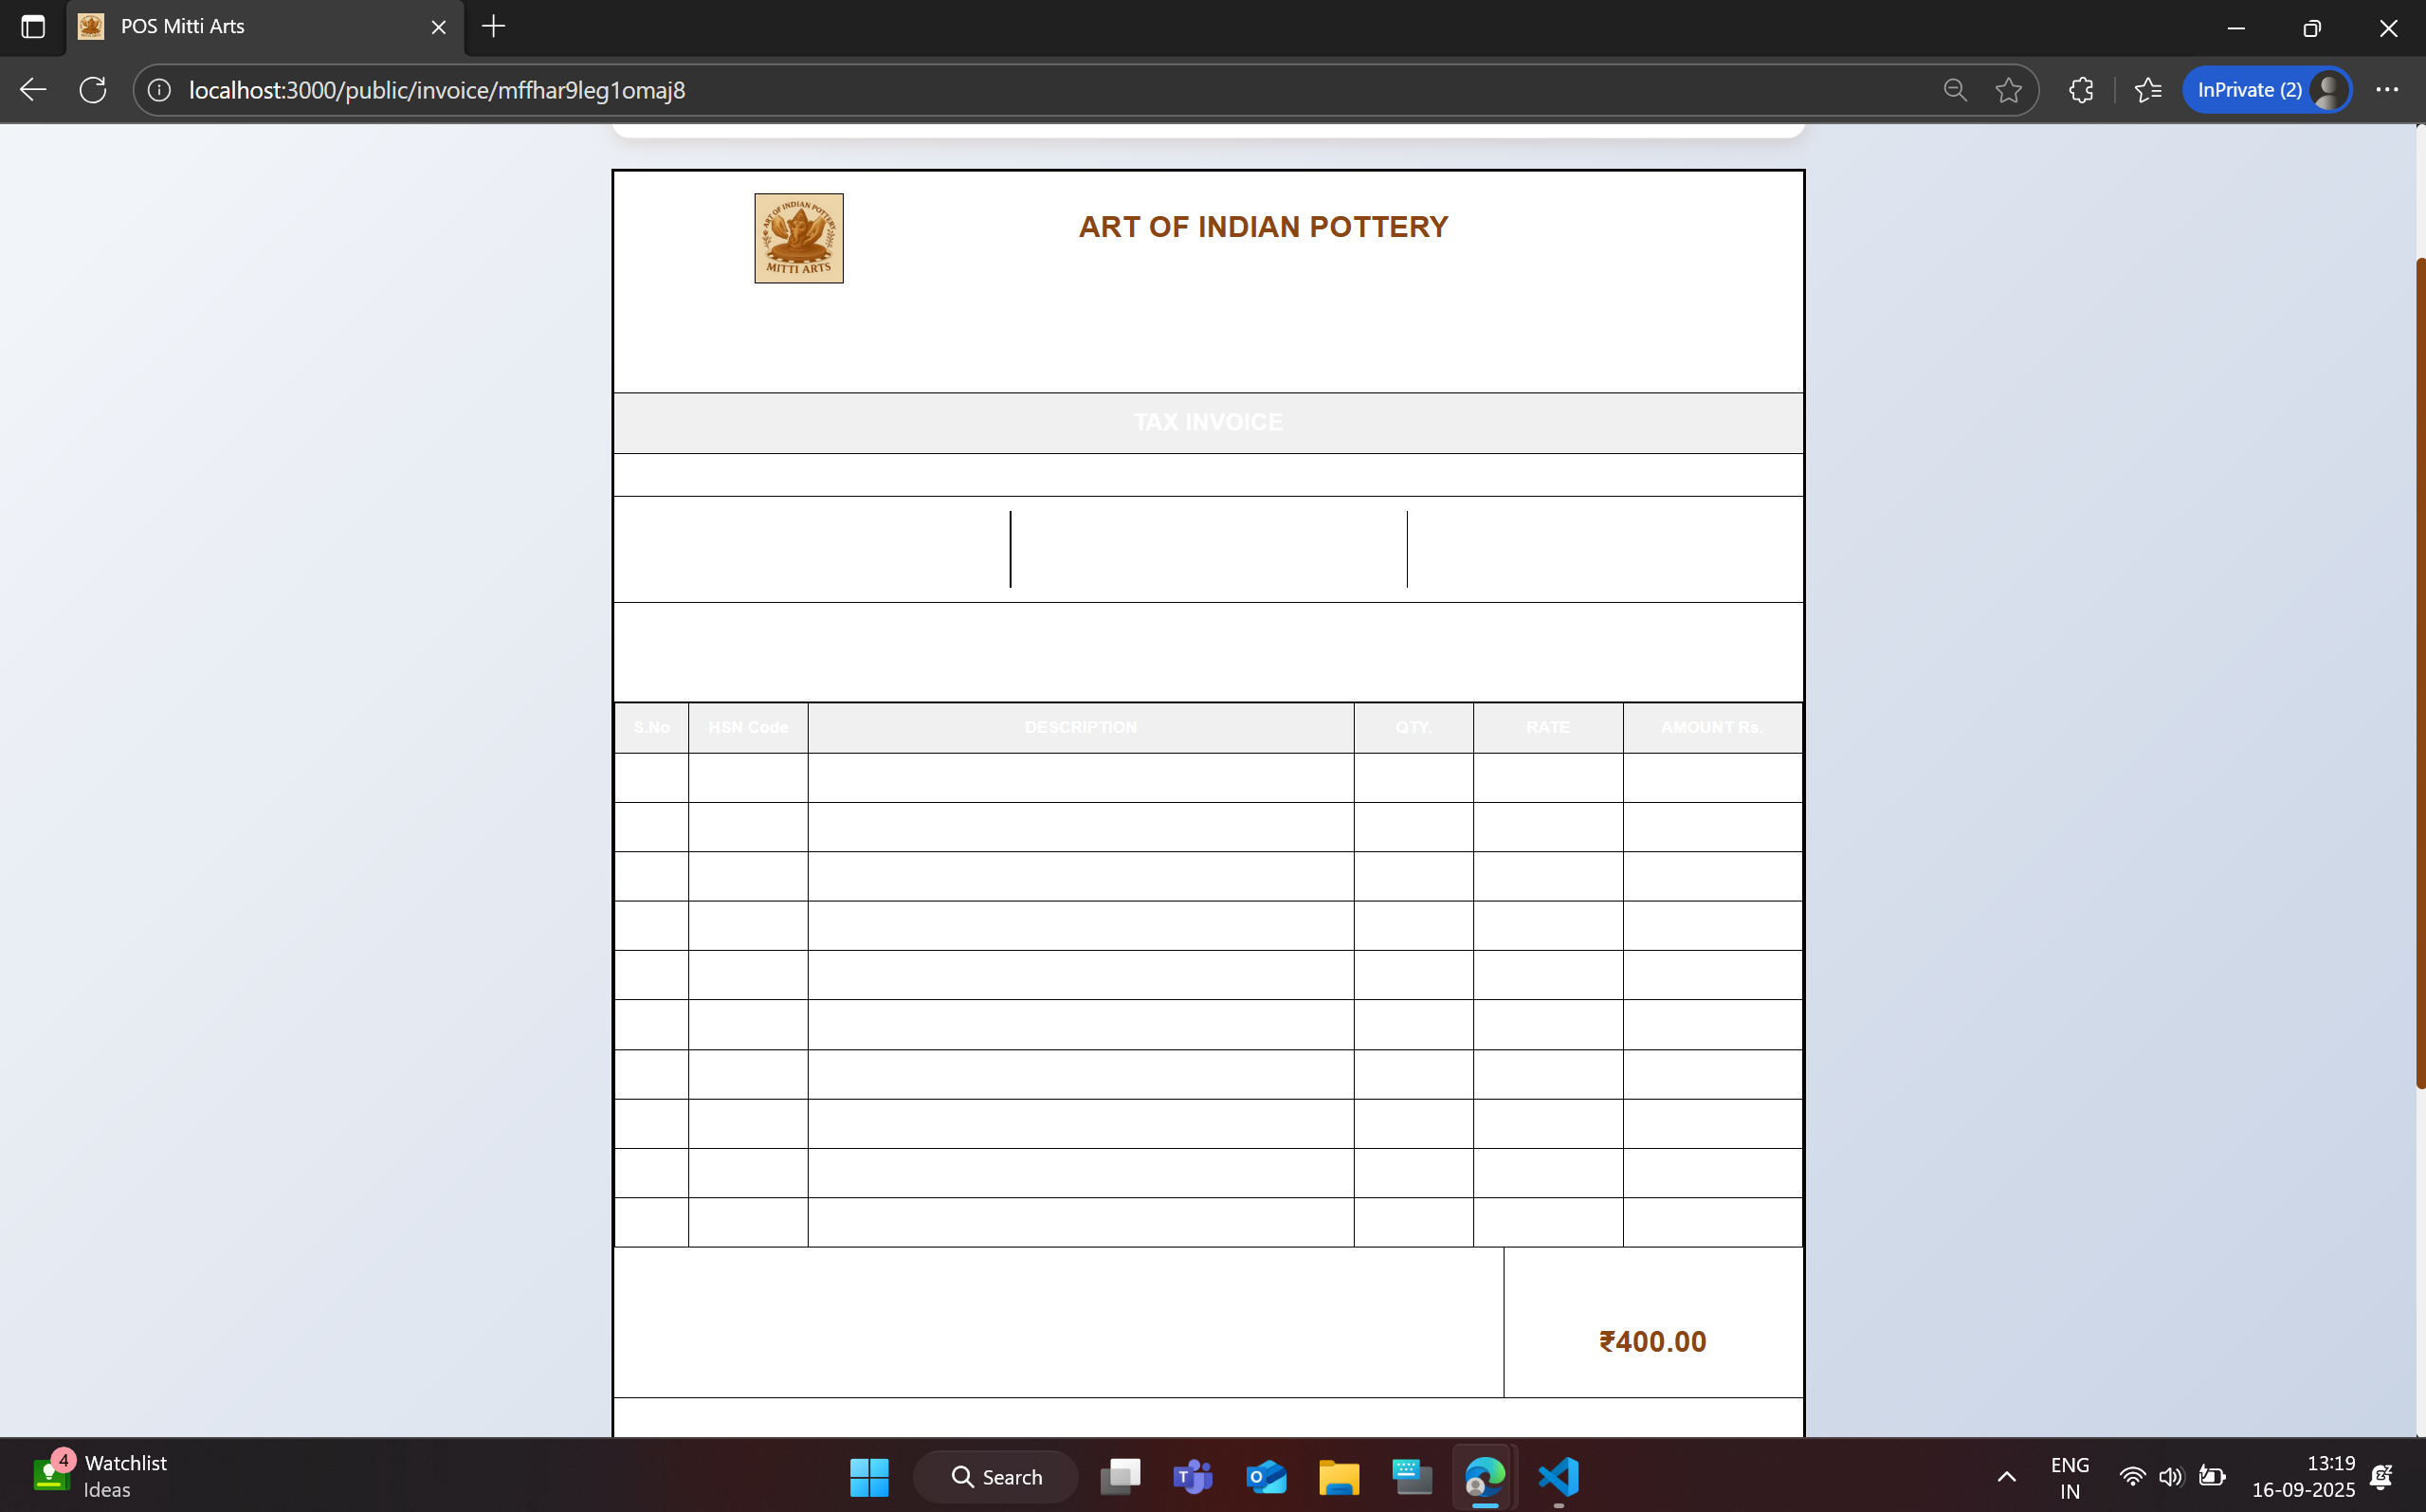 POS Mitti Arts
localhost:3000/public/invoice/mffhar9leg1omaj8
InPrivate (2)
ART OF INDIAN POTTERY
MITTI ARTS
ART OF INDIAN POTTERY
TAX INVOICE
S.No HSN Code DESCRIPTION QTY. RATE AMOUNT Rs.
₹400.00
4
Watchlist
Ideas
Search
ENG
IN
13:19
16-09-2025